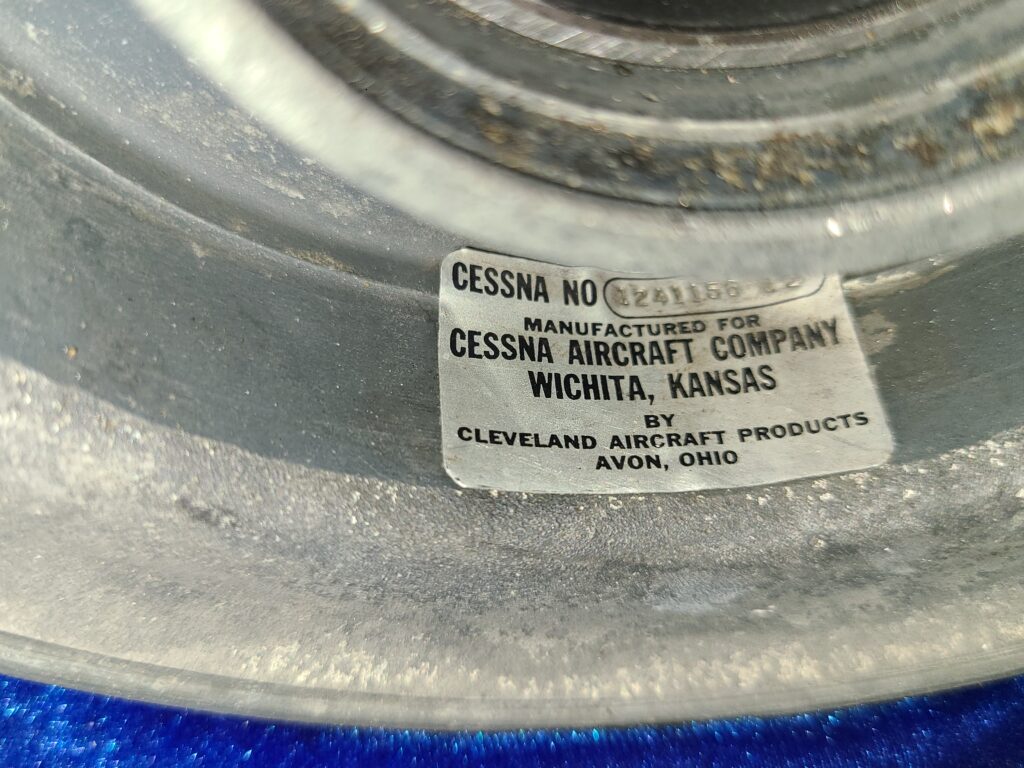 CESSNA NO
MANUFACTURED FOR
CESSNA AIRCRAFT COMPANY
WICHITA, KANSAS
BY
CLEVELAND AIRCRAFT PRODUCTS
AVON, OHIO